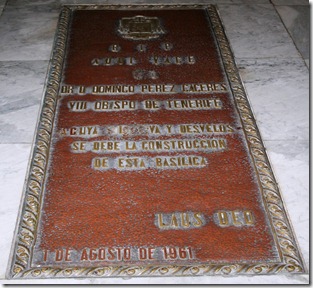 AQUI YACE
DR D DOMINGO PEREZ CACERES
VIII OBISPO DE TENERIFE
A CUYA Y DESVELOS
SE DEBE LA CONSTRUCCION
DE ESTA BASILICA
LAUS DEO
1 DE AGOSTO DE 1961